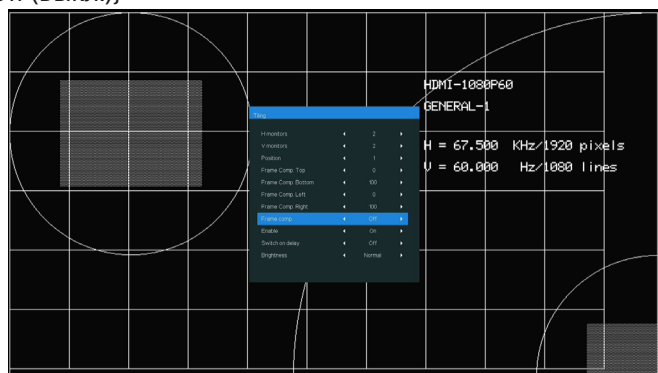 HDMI-1080P60
GENERAL-1
H = 67.500 KHz/1920 pixels
V = 60.000 Hz/1080 lines
Tiling
H monitors 2
V monitors 2
Position 1
Frame Comp. Top 0
Frame Comp. Bottom 100
Frame Comp. Left 0
Frame Comp. Right 100
Frame comp. Off
Enable On
Switch on delay Off
Brightness Normal